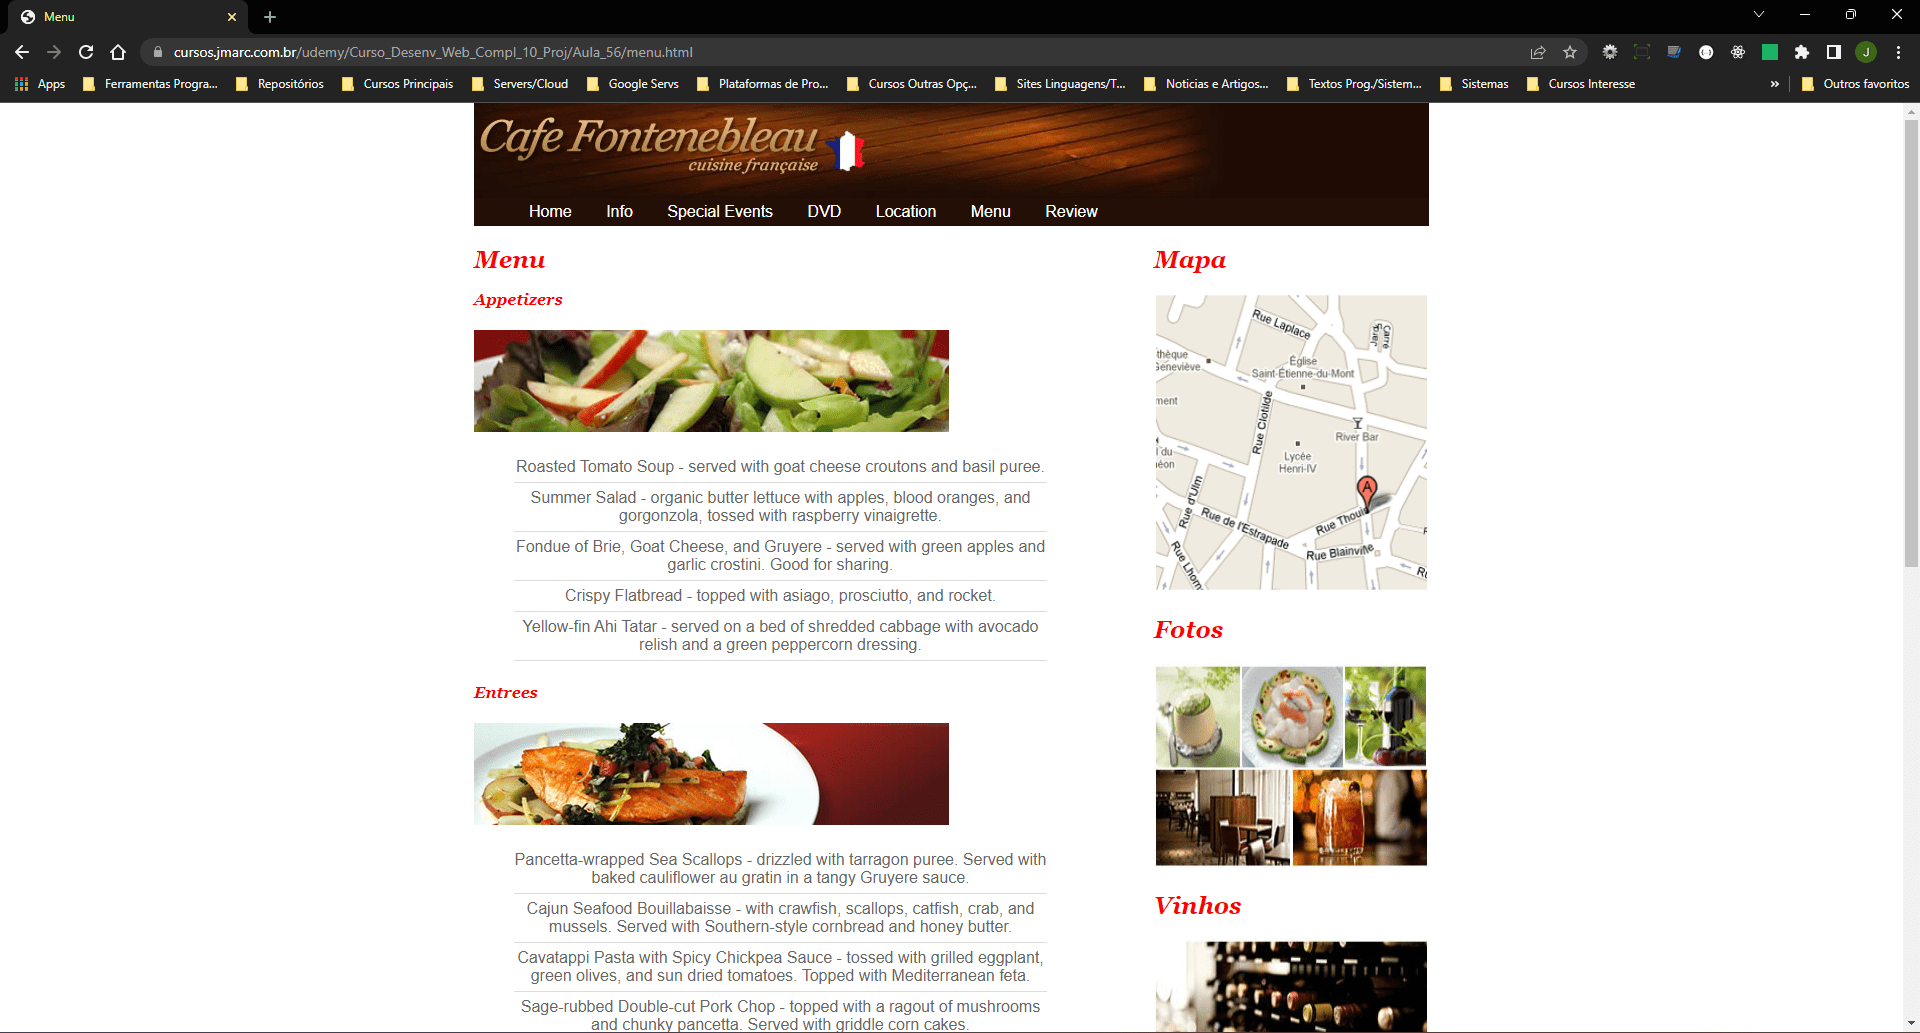 Menu
cursos.jmarc.com.br/udemy/Curso_Desenv_Web_Compl_10_Proj/Aula_56/menu.html
J
Apps
Ferramentas Progra...
Repositórios
Cursos Principais
Servers/Cloud
Google Servs
Plataformas de Pro...
Cursos Outras Opç...
Sites Linguagens/T...
Noticias e Artigos...
Textos Prog./Sistem...
Sistemas
Cursos Interesse
»
Outros favoritos
Cafe Fontenebleau
cuisine française
Home
Info
Special Events
DVD
Location
Menu
Review
Menu
Appetizers
Roasted Tomato Soup - served with goat cheese croutons and basil puree.
Summer Salad - organic butter lettuce with apples, blood oranges, and
gorgonzola, tossed with raspberry vinaigrette.
Fondue of Brie, Goat Cheese, and Gruyere - served with green apples and
garlic crostini. Good for sharing.
Crispy Flatbread - topped with asiago, prosciutto, and rocket.
Yellow-fin Ahi Tatar - served on a bed of shredded cabbage with avocado
relish and a green peppercorn dressing.
Entrees
Pancetta-wrapped Sea Scallops - drizzled with tarragon puree. Served with
baked cauliflower au gratin in a tangy Gruyere sauce.
Cajun Seafood Bouillabaisse - with crawfish, scallops, catfish, crab, and
mussels. Served with Southern-style cornbread and honey butter.
Cavatappi Pasta with Spicy Chickpea Sauce - tossed with grilled eggplant,
green olives, and sun dried tomatoes. Topped with Mediterranean feta.
Sage-rubbed Double-cut Pork Chop - topped with a ragout of mushrooms
and chunky pancetta. Served with griddle corn cakes.
Mapa
Rue Laplace
Carré
thèque
Geneviève
Église
Saint-Étienne-du-Mont
ment
Rue Clotilde
River Bar
l du
néon
Lycée
Henri-IV
A
Rue d'Ulm
Rue de l'Estrapade
Rue Thouin
Rue Blainville
Rue Lhom
Fotos
Vinhos